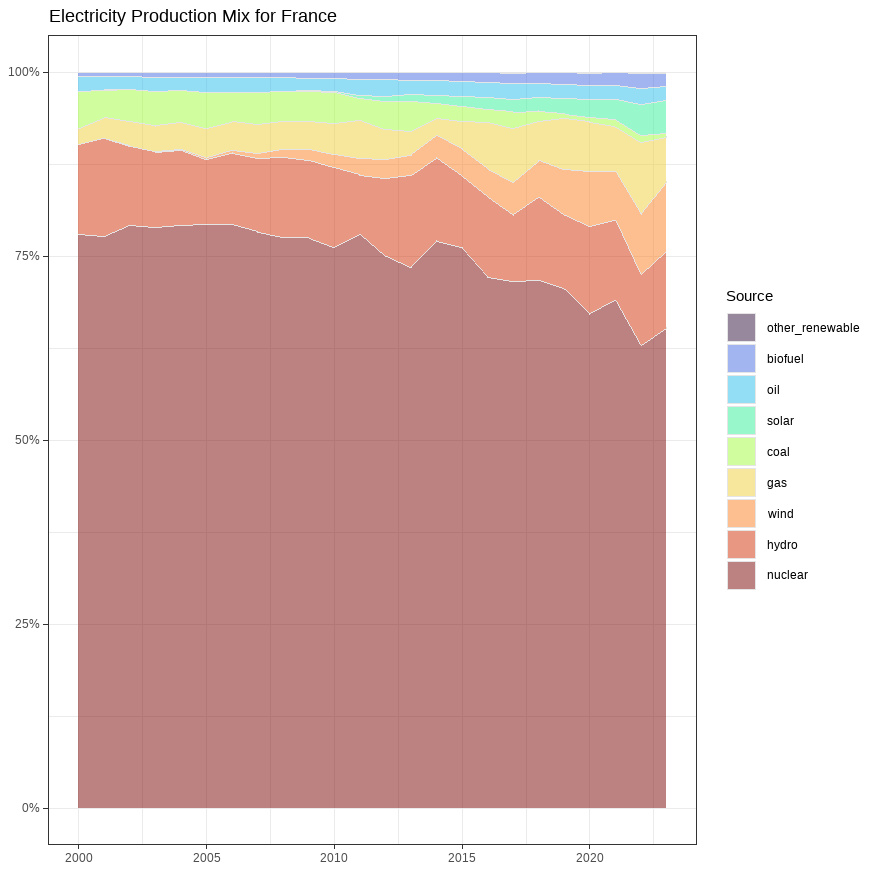 Electricity Production Mix for France
100%
75%
50%
25%
0%
2000
2005
2010
2015
2020
Source
other_renewable
biofuel
oil
solar
coal
gas
wind
hydro
nuclear